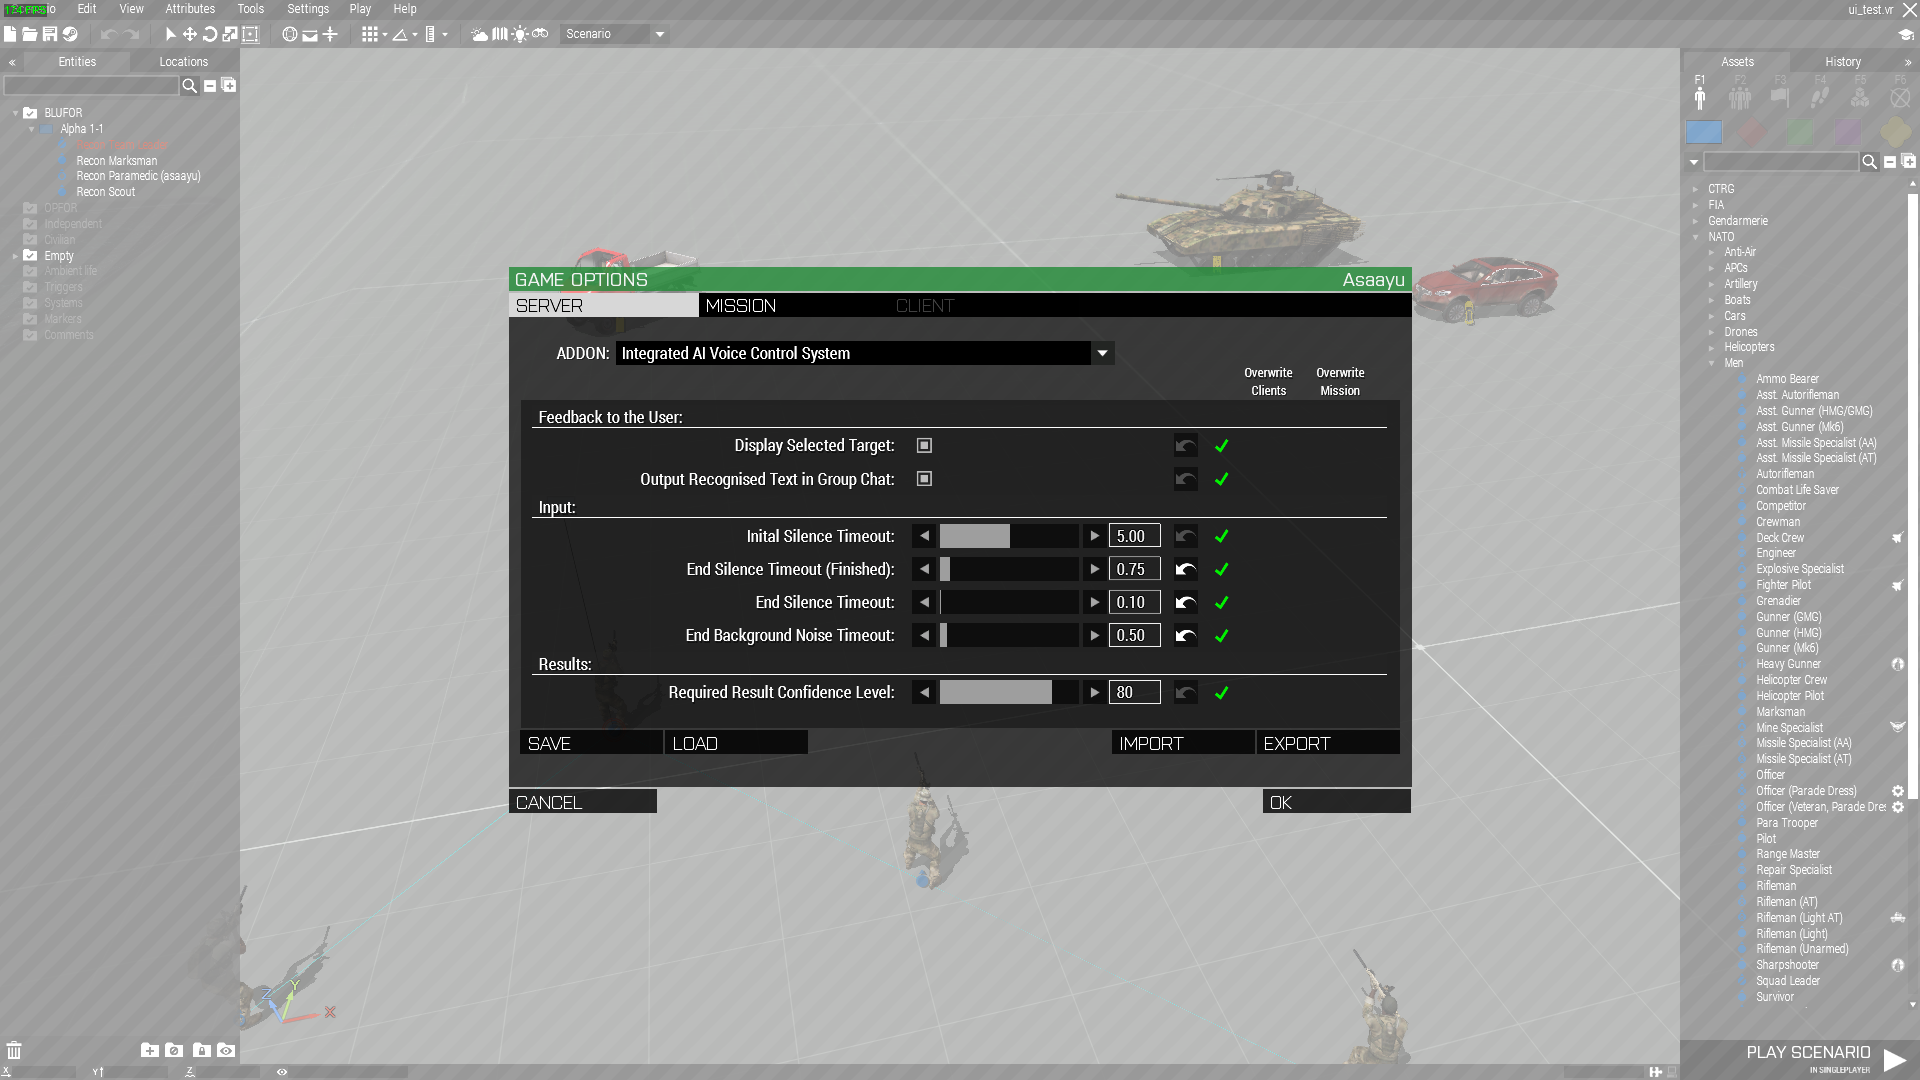 Scenario Edit View Attributes Tools Settings Play Help
ui_test.vr
Scenario
« Entities Locations
BLUFOR
Alpha 1-1
Recon Marksman
Recon Paramedic (asaayu)
Recon Scout
OPFOR
Independent
Civilian
Empty
Ambient life
Triggers
Systems
Markers
Comments
GAME OPTIONS Asaayu
SERVER MISSION CLIENT
ADDON: Integrated AI Voice Control System
Overwrite Clients
Overwrite Mission
Feedback to the User:
Display Selected Target:
Output Recognised Text in Group Chat:
Input:
Inital Silence Timeout: 5.00
End Silence Timeout (Finished): 0.75
End Silence Timeout: 0.10
End Background Noise Timeout: 0.50
Results:
Required Result Confidence Level: 80
SAVE LOAD IMPORT EXPORT
CANCEL OK
Z Y X
X Y Z
Assets History »
F1 F2 F3 F4 F5 F6
CTRG
FIA
Gendarmerie
NATO
Anti-Air
APCs
Artillery
Boats
Cars
Drones
Helicopters
Men
Ammo Bearer
Asst. Autorifleman
Asst. Gunner (HMG/GMG)
Asst. Gunner (Mk6)
Asst. Missile Specialist (AA)
Asst. Missile Specialist (AT)
Autorifleman
Combat Life Saver
Competitor
Crewman
Deck Crew
Engineer
Explosive Specialist
Fighter Pilot
Grenadier
Gunner (GMG)
Gunner (HMG)
Gunner (Mk6)
Heavy Gunner
Helicopter Crew
Helicopter Pilot
Marksman
Mine Specialist
Missile Specialist (AA)
Missile Specialist (AT)
Officer
Officer (Parade Dress)
Officer (Veteran, Parade Dres
Para Trooper
Pilot
Range Master
Repair Specialist
Rifleman
Rifleman (AT)
Rifleman (Light AT)
Rifleman (Light)
Rifleman (Unarmed)
Sharpshooter
Squad Leader
Survivor
PLAY SCENARIO
IN SINGLEPLAYER